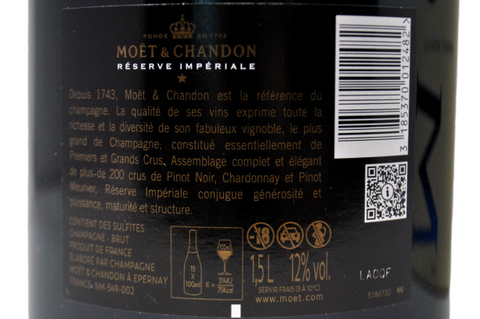 FONDÉ EN 1743
MOËT & CHANDON
RÉSERVE IMPÉRIALE
Depuis 1743, Moët & Chandon est la référence du
champagne. La qualité de ses vins exprime toute la
richesse et la diversité de son fabuleux vignoble, le plus
grand de Champagne; constitué essentiellement de
Premiers et Grands Crus. Assemblage complet et élégant
de plus de 200 crus de Pinot Noir, Chardonnay et Pinot
Meunier, Réserve Impériale conjugue générosité et
puissance, maturité et structure.
CONTIENT DES SULFITES
CHAMPAGNE - BRUT
PRODUIT DE FRANCE
ÉLABORÉ PAR CHAMPAGNE
MOËT & CHANDON À EPERNAY
FRANCE- NM 549-002
15
X
100ml
E =
75Kcal
1,5 L 12% vol.
SERVIR FRAIS (8 À 10°C)
www.moet.com
3 185370 012482
LAOQF